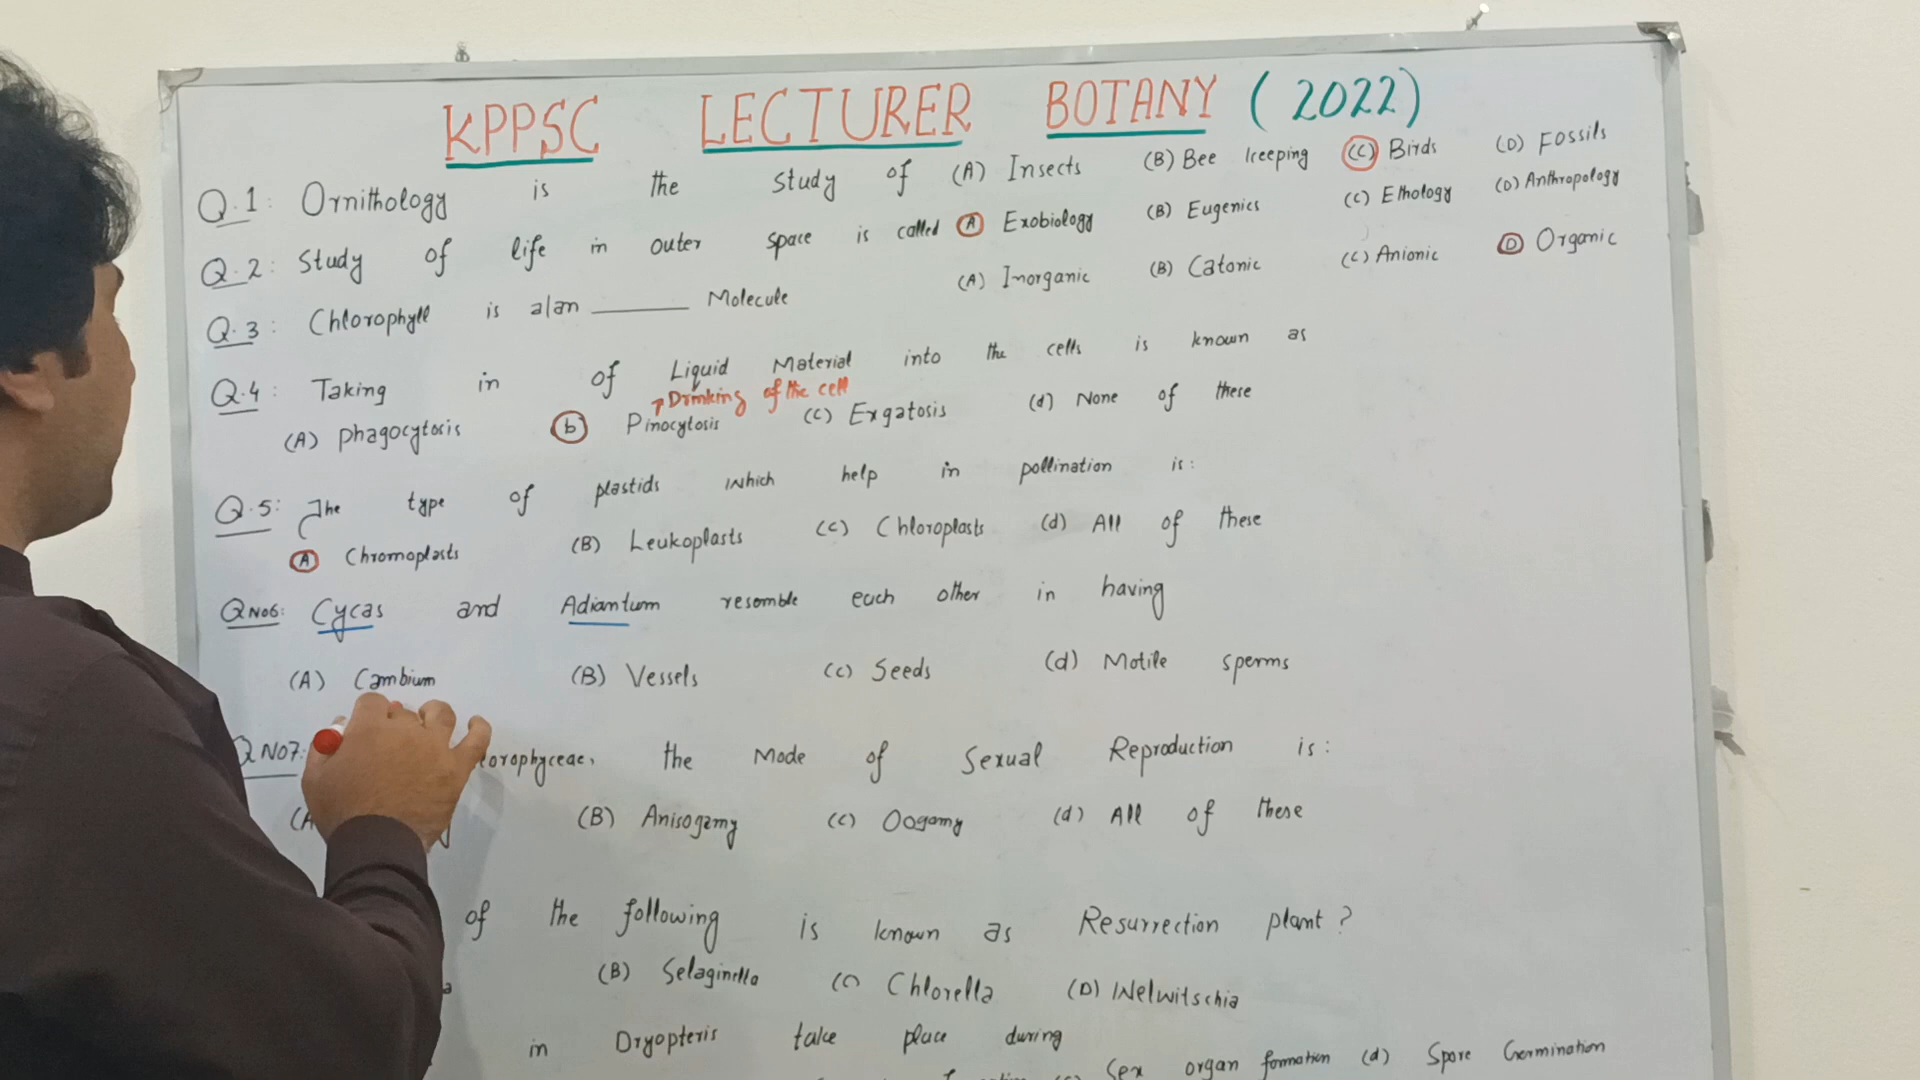 KPPSC LECTURER BOTANY (2022)
Q.1: Ornithology is the study of (A) Insects (B) Bee keeping (C) Birds (D) Fossils
Q.2: Study of life in outer space is called (A) Exobiology (B) Eugenics (C) Ethology (D) Anthropology
Q.3: Chlorophyll is a/an ______ Molecule (A) Inorganic (B) Catonic (C) Anionic (D) Organic
Q.4: Taking in of Liquid Material into the cells is known as
Drinking of the cell
(A) phagocytosis (b) Pinocytosis (C) Exgatosis (d) None of these
Q.5: The type of plastids which help in pollination is:
(A) Chromoplasts (B) Leukoplasts (C) Chloroplasts (d) All of these
QNO6: Cycas and Adiantum resemble each other in having
(A) Cambium (B) Vessels (C) Seeds (d) Motile sperms
QNO7: the Mode of Sexual Reproduction is:
(A (B) Anisogamy (C) Oogamy (d) All of these
of the following is known as Resurrection plant?
(B) Selaginella (C) Chlorella (D) Welwitschia
in Dryopteris take place during
Sex organ formation (d) Spore Germination